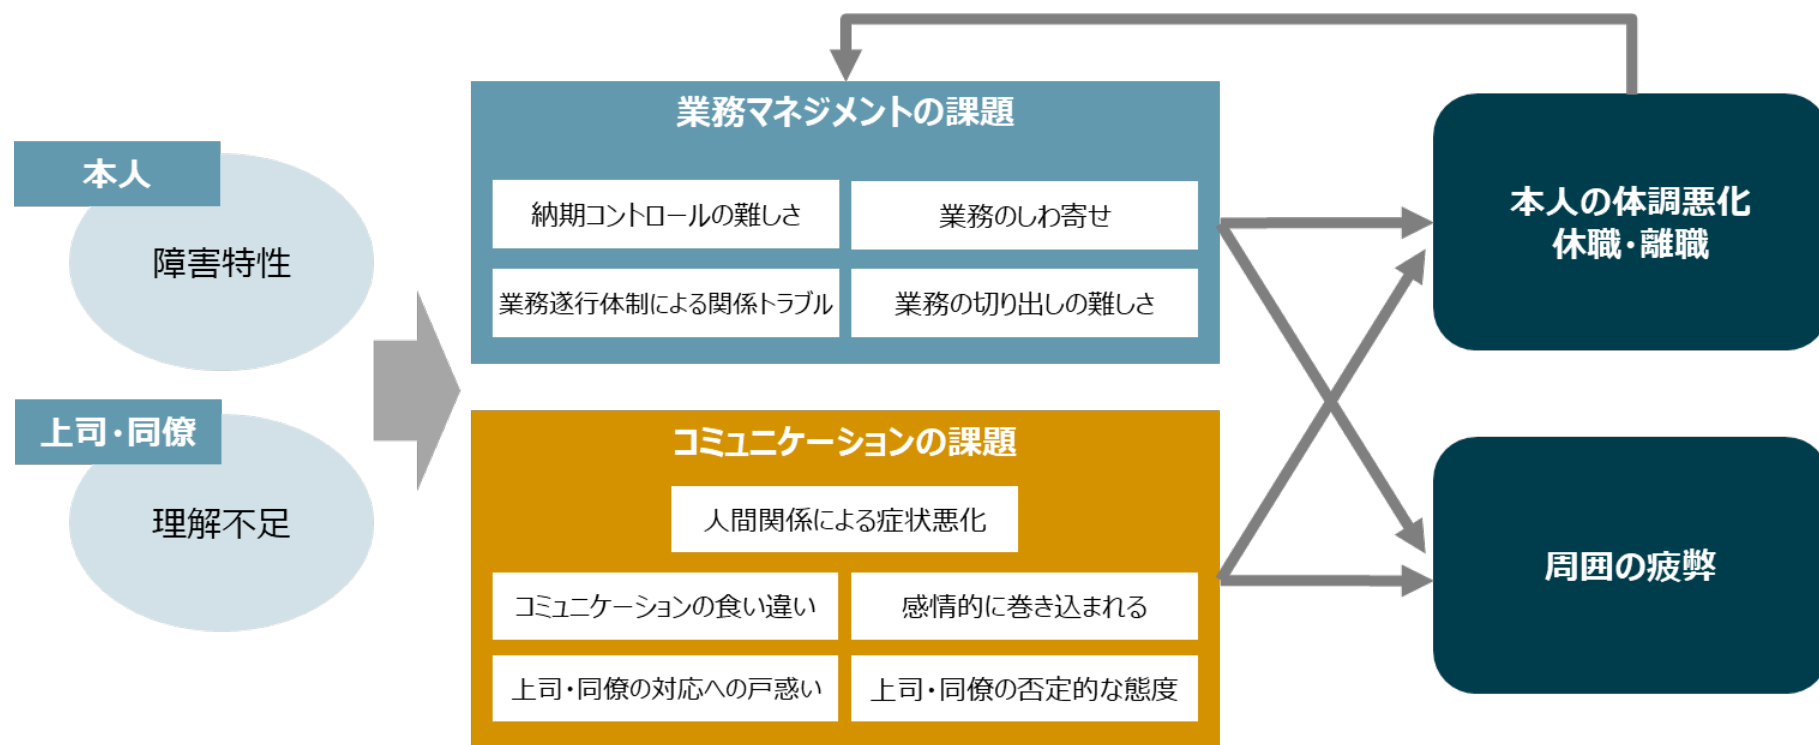 本人
障害特性
上司・同僚
理解不足
業務マネジメントの課題
納期コントロールの難しさ
業務のしわ寄せ
業務遂行体制による関係トラブル
業務の切り出しの難しさ
コミュニケーションの課題
人間関係による症状悪化
コミュニケーションの食い違い
感情的に巻き込まれる
上司・同僚の対応への戸惑い
上司・同僚の否定的な態度
本人の体調悪化
休職・離職
周囲の疲弊